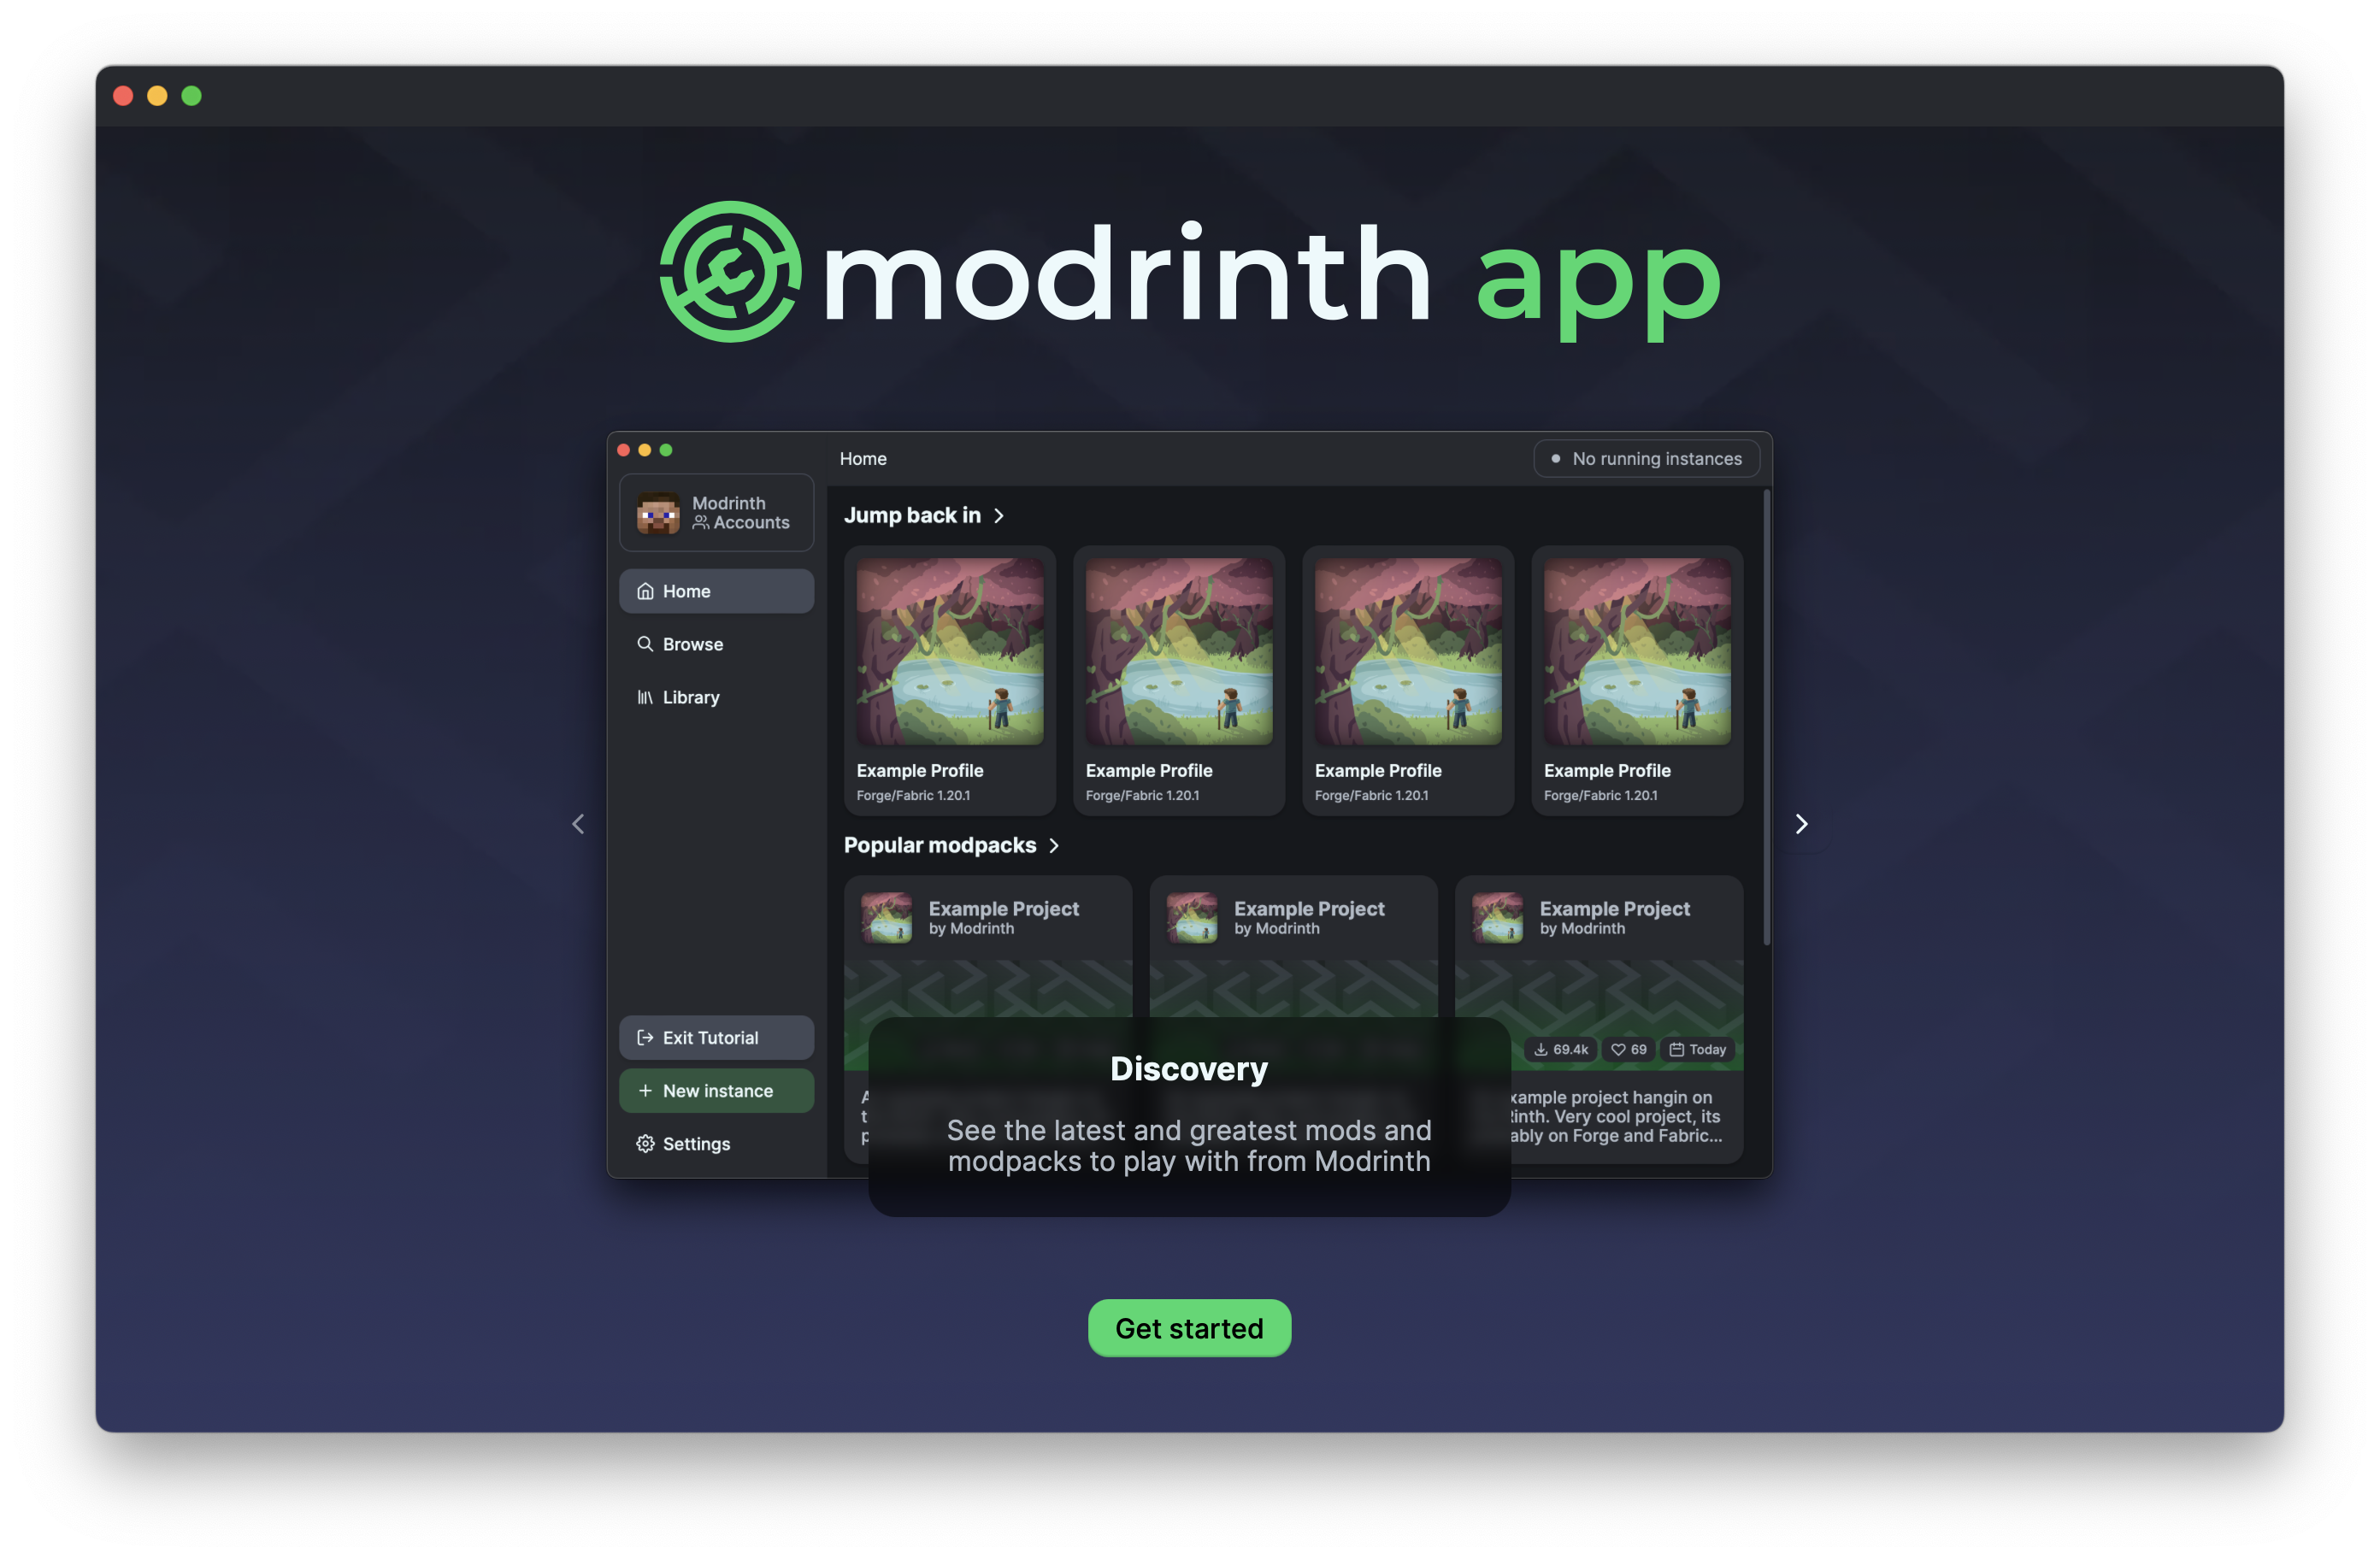 modrinth app
Home
No running instances
Modrinth
Accounts
Home
Browse
Library
Exit Tutorial
New instance
Settings
Jump back in
Example Profile
Forge/Fabric 1.20.1
Example Profile
Forge/Fabric 1.20.1
Example Profile
Forge/Fabric 1.20.1
Example Profile
Forge/Fabric 1.20.1
Popular modpacks
Example Project
by Modrinth
Example Project
by Modrinth
Example Project
by Modrinth
69.4k 69 Today
project hangin on
Very cool project, its
on Forge and Fabric...
Discovery
See the latest and greatest mods and
modpacks to play with from Modrinth
Get started